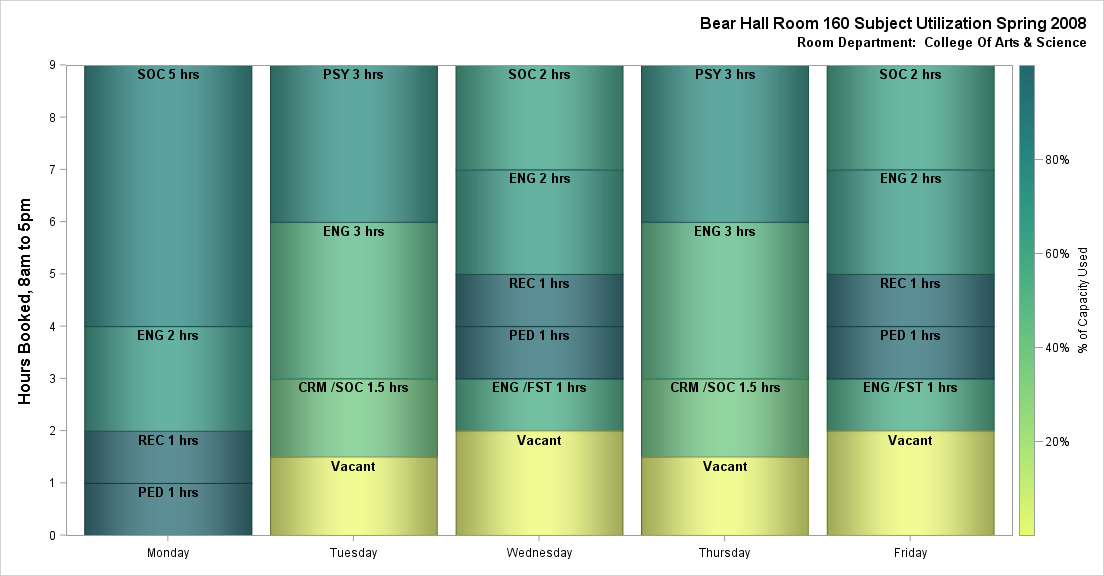 Bear Hall Room 160 Subject Utilization Spring 2008
Room Department:  College Of Arts & Science
Hours Booked, 8am to 5pm
9
8
7
6
5
4
3
2
1
0
SOC 5 hrs
ENG 2 hrs
REC 1 hrs
PED 1 hrs
Monday
PSY 3 hrs
ENG 3 hrs
CRM /SOC 1.5 hrs
Vacant
Tuesday
SOC 2 hrs
ENG 2 hrs
REC 1 hrs
PED 1 hrs
ENG /FST 1 hrs
Vacant
Wednesday
PSY 3 hrs
ENG 3 hrs
CRM /SOC 1.5 hrs
Vacant
Thursday
SOC 2 hrs
ENG 2 hrs
REC 1 hrs
PED 1 hrs
ENG /FST 1 hrs
Vacant
Friday
80%
60%
40%
20%
% of Capacity Used